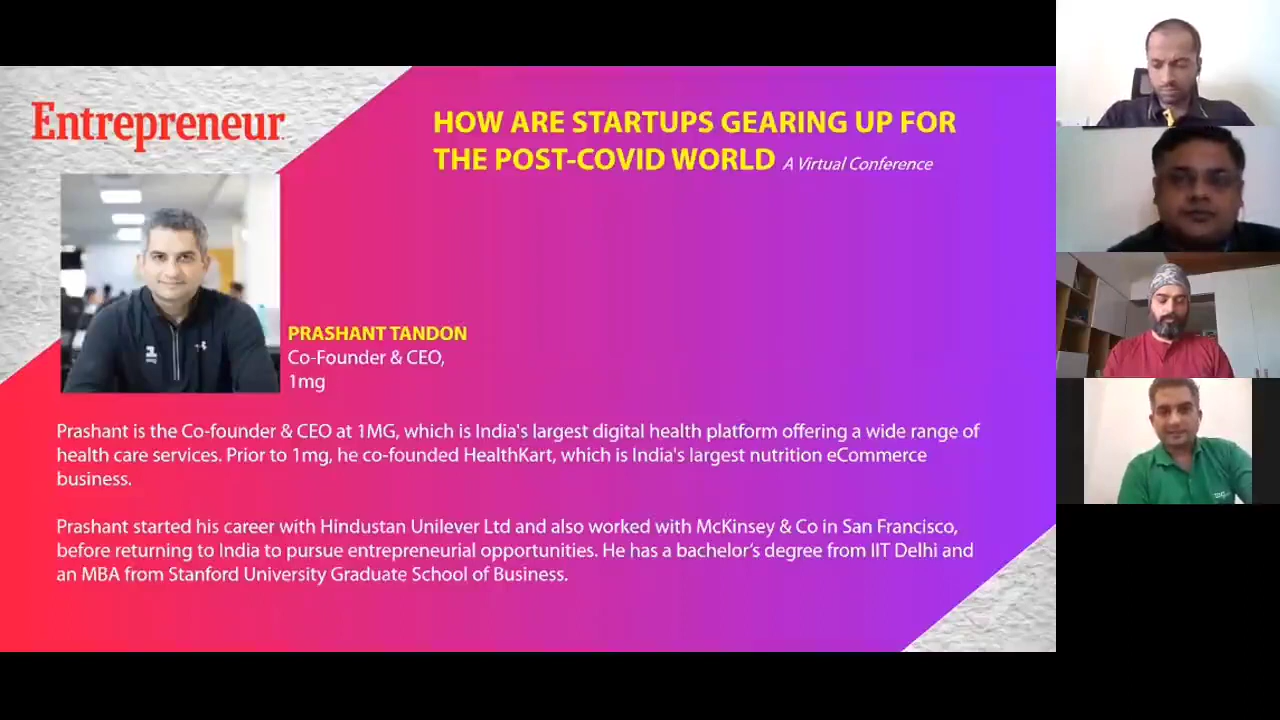 Entrepreneur
HOW ARE STARTUPS GEARING UP FOR
THE POST-COVID WORLD A Virtual Conference
PRASHANT TANDON
Co-Founder & CEO,
1mg
Prashant is the Co-founder & CEO at 1MG, which is India's largest digital health platform offering a wide range of
health care services. Prior to 1mg, he co-founded HealthKart, which is India's largest nutrition eCommerce
business.
Prashant started his career with Hindustan Unilever Ltd and also worked with McKinsey & Co in San Francisco,
before returning to India to pursue entrepreneurial opportunities. He has a bachelor's degree from IIT Delhi and
an MBA from Stanford University Graduate School of Business.